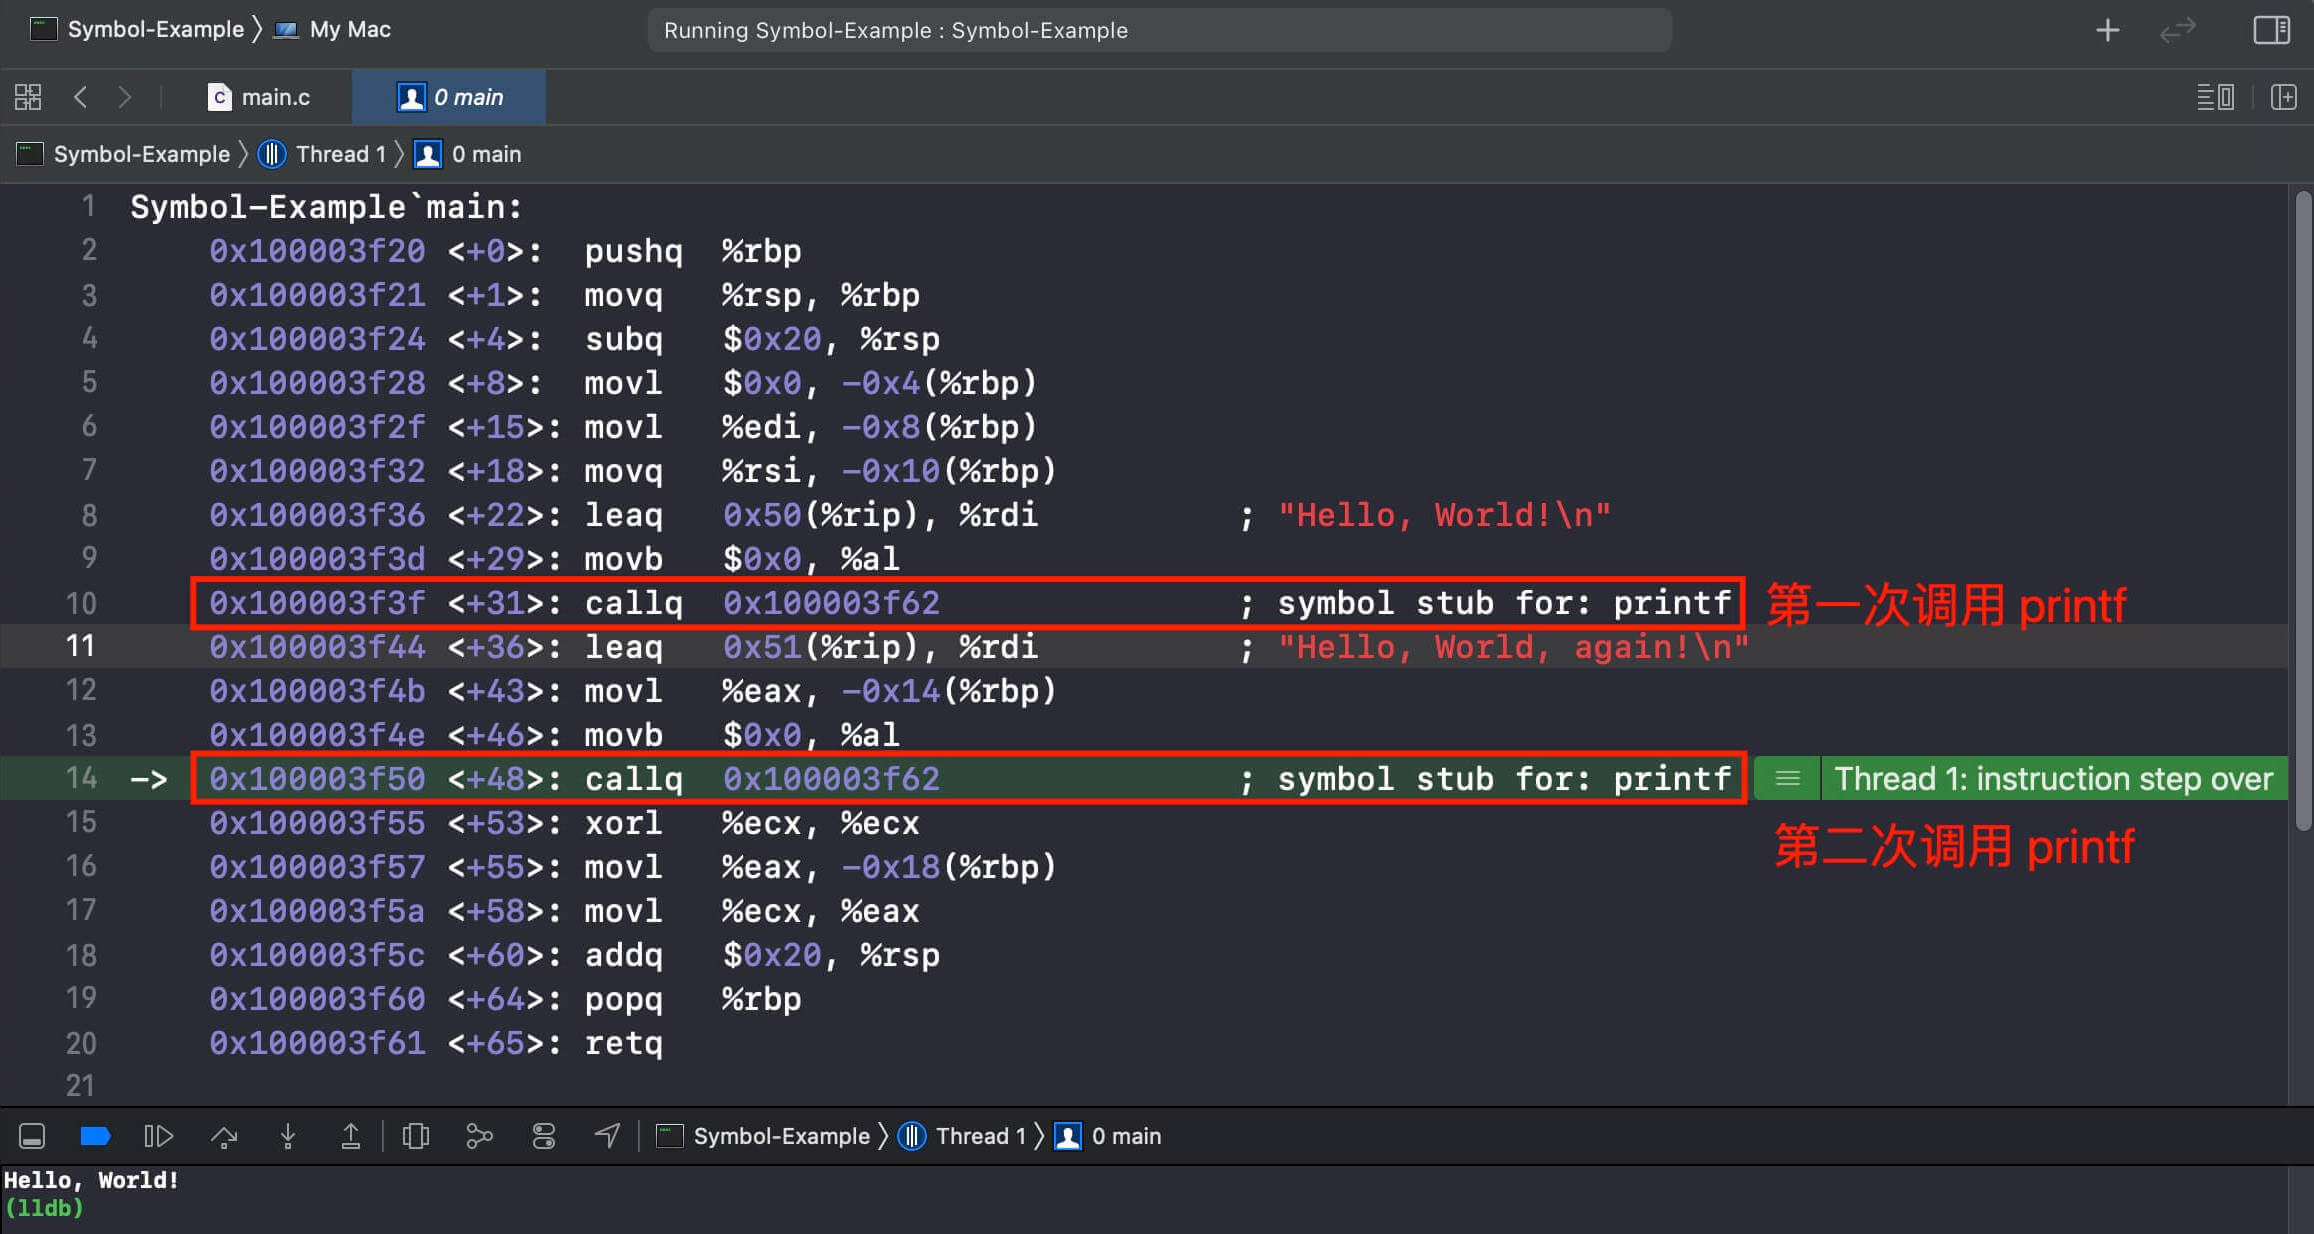 Symbol-Example 〉 My Mac
Running Symbol-Example : Symbol-Example
main.c
0 main
Symbol-Example 〉 Thread 1 〉 0 main
1 Symbol-Example`main:
2 0x100003f20 <+0>: pushq %rbp
3 0x100003f21 <+1>: movq %rsp, %rbp
4 0x100003f24 <+4>: subq $0x20, %rsp
5 0x100003f28 <+8>: movl $0x0, -0x4(%rbp)
6 0x100003f2f <+15>: movl %edi, -0x8(%rbp)
7 0x100003f32 <+18>: movq %rsi, -0x10(%rbp)
8 0x100003f36 <+22>: leaq 0x50(%rip), %rdi ; "Hello, World!\n"
9 0x100003f3d <+29>: movb $0x0, %al
10 0x100003f3f <+31>: callq 0x100003f62 ; symbol stub for: printf 第一次调用 printf
11 0x100003f44 <+36>: leaq 0x51(%rip), %rdi ; "Hello, World, again!\n"
12 0x100003f4b <+43>: movl %eax, -0x14(%rbp)
13 0x100003f4e <+46>: movb $0x0, %al
14 -> 0x100003f50 <+48>: callq 0x100003f62 ; symbol stub for: printf Thread 1: instruction step over
15 0x100003f55 <+53>: xorl %ecx, %ecx
第二次调用 printf
16 0x100003f57 <+55>: movl %eax, -0x18(%rbp)
17 0x100003f5a <+58>: movl %ecx, %eax
18 0x100003f5c <+60>: addq $0x20, %rsp
19 0x100003f60 <+64>: popq %rbp
20 0x100003f61 <+65>: retq
21
Symbol-Example 〉 Thread 1 〉 0 main
Hello, World!
(lldb)